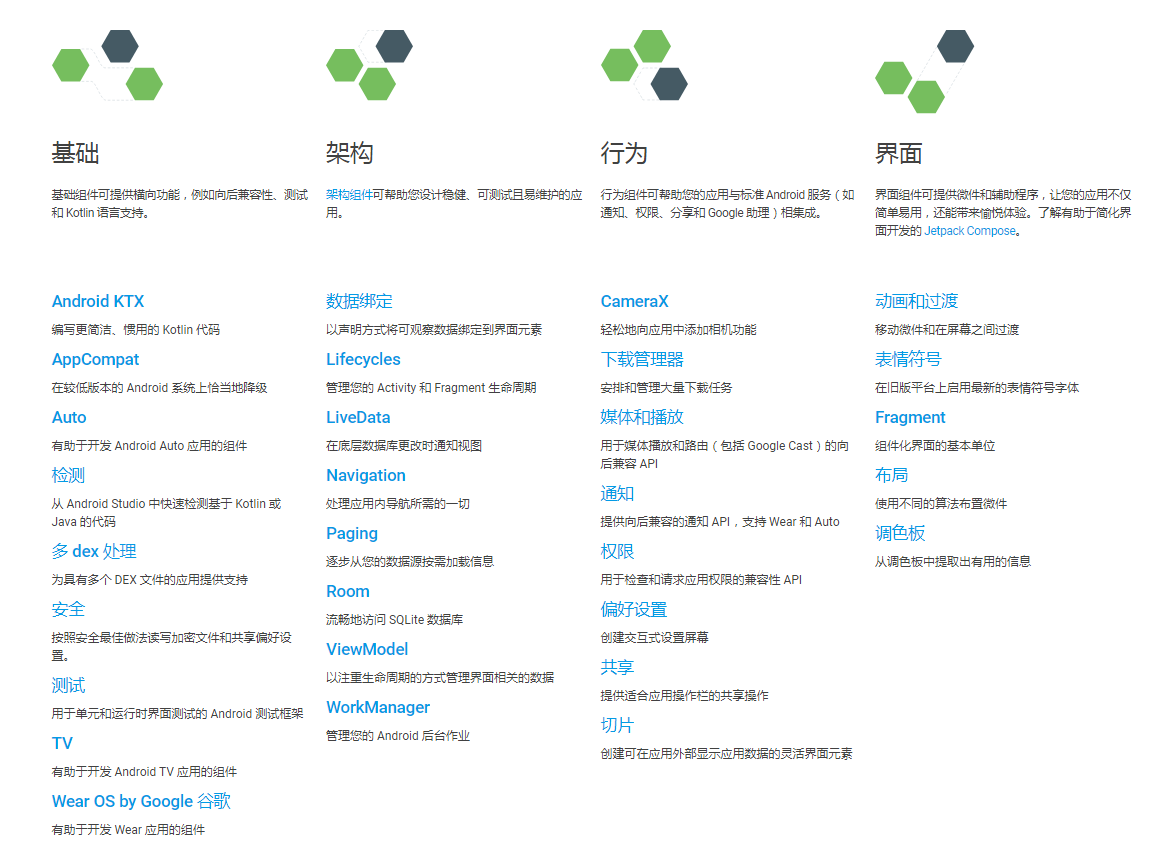 基础
基础组件可提供横向功能，例如向后兼容性、测试
和 Kotlin 语言支持。
Android KTX
编写更简洁、惯用的 Kotlin 代码
AppCompat
在较低版本的 Android 系统上恰当地降级
Auto
有助于开发 Android Auto 应用的组件
检测
从 Android Studio 中快速检测基于 Kotlin 或
Java 的代码
多 dex 处理
为具有多个 DEX 文件的应用提供支持
安全
按照安全最佳做法读写加密文件和共享偏好设
置。
测试
用于单元和运行时界面测试的 Android 测试框架
TV
有助于开发 Android TV 应用的组件
Wear OS by Google 谷歌
有助于开发 Wear 应用的组件
架构
架构组件可帮助您设计稳健、可测试且易维护的应
用。
数据绑定
以声明方式将可观察数据绑定到界面元素
Lifecycles
管理您的 Activity 和 Fragment 生命周期
LiveData
在底层数据库更改时通知视图
Navigation
处理应用内导航所需的一切
Paging
逐步从您的数据源按需加载信息
Room
流畅地访问 SQLite 数据库
ViewModel
以注重生命周期的方式管理界面相关的数据
WorkManager
管理您的 Android 后台作业
行为
行为组件可帮助您的应用与标准 Android 服务（如
通知、权限、分享和 Google 助理）相集成。
CameraX
轻松地向应用中添加相机功能
下载管理器
安排和管理大量下载任务
媒体和播放
用于媒体播放和路由（包括 Google Cast）的向
后兼容 API
通知
提供向后兼容的通知 API，支持 Wear 和 Auto
权限
用于检查和请求应用权限的兼容性 API
偏好设置
创建交互式设置屏幕
共享
提供适合应用操作栏的共享操作
切片
创建可在应用外部显示应用数据的灵活界面元素
界面
界面组件可提供微件和辅助程序，让您的应用不仅
简单易用，还能带来愉悦体验。了解有助于简化界
面开发的 Jetpack Compose。
动画和过渡
移动微件和在屏幕之间过渡
表情符号
在旧版平台上启用最新的表情符号字体
Fragment
组件化界面的基本单位
布局
使用不同的算法布置微件
调色板
从调色板中提取出有用的信息